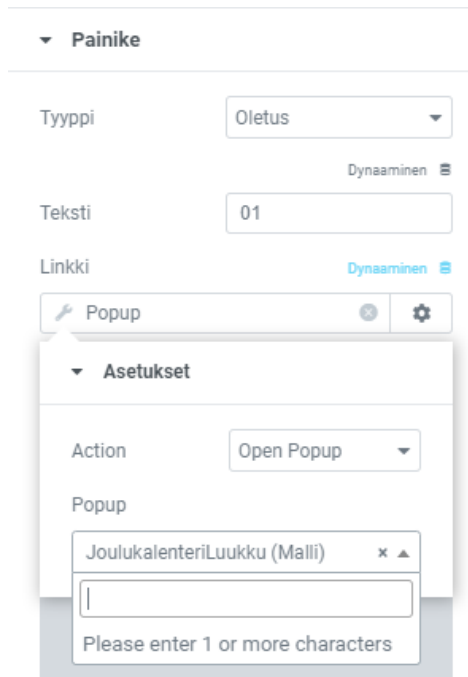 Painike
Tyyppi
Oletus
Dynaaminen
Teksti
01
Linkki
Dynaaminen
Popup
Asetukset
Action
Open Popup
Popup
JoulukalenteriLuukku (Malli)
Please enter 1 or more characters